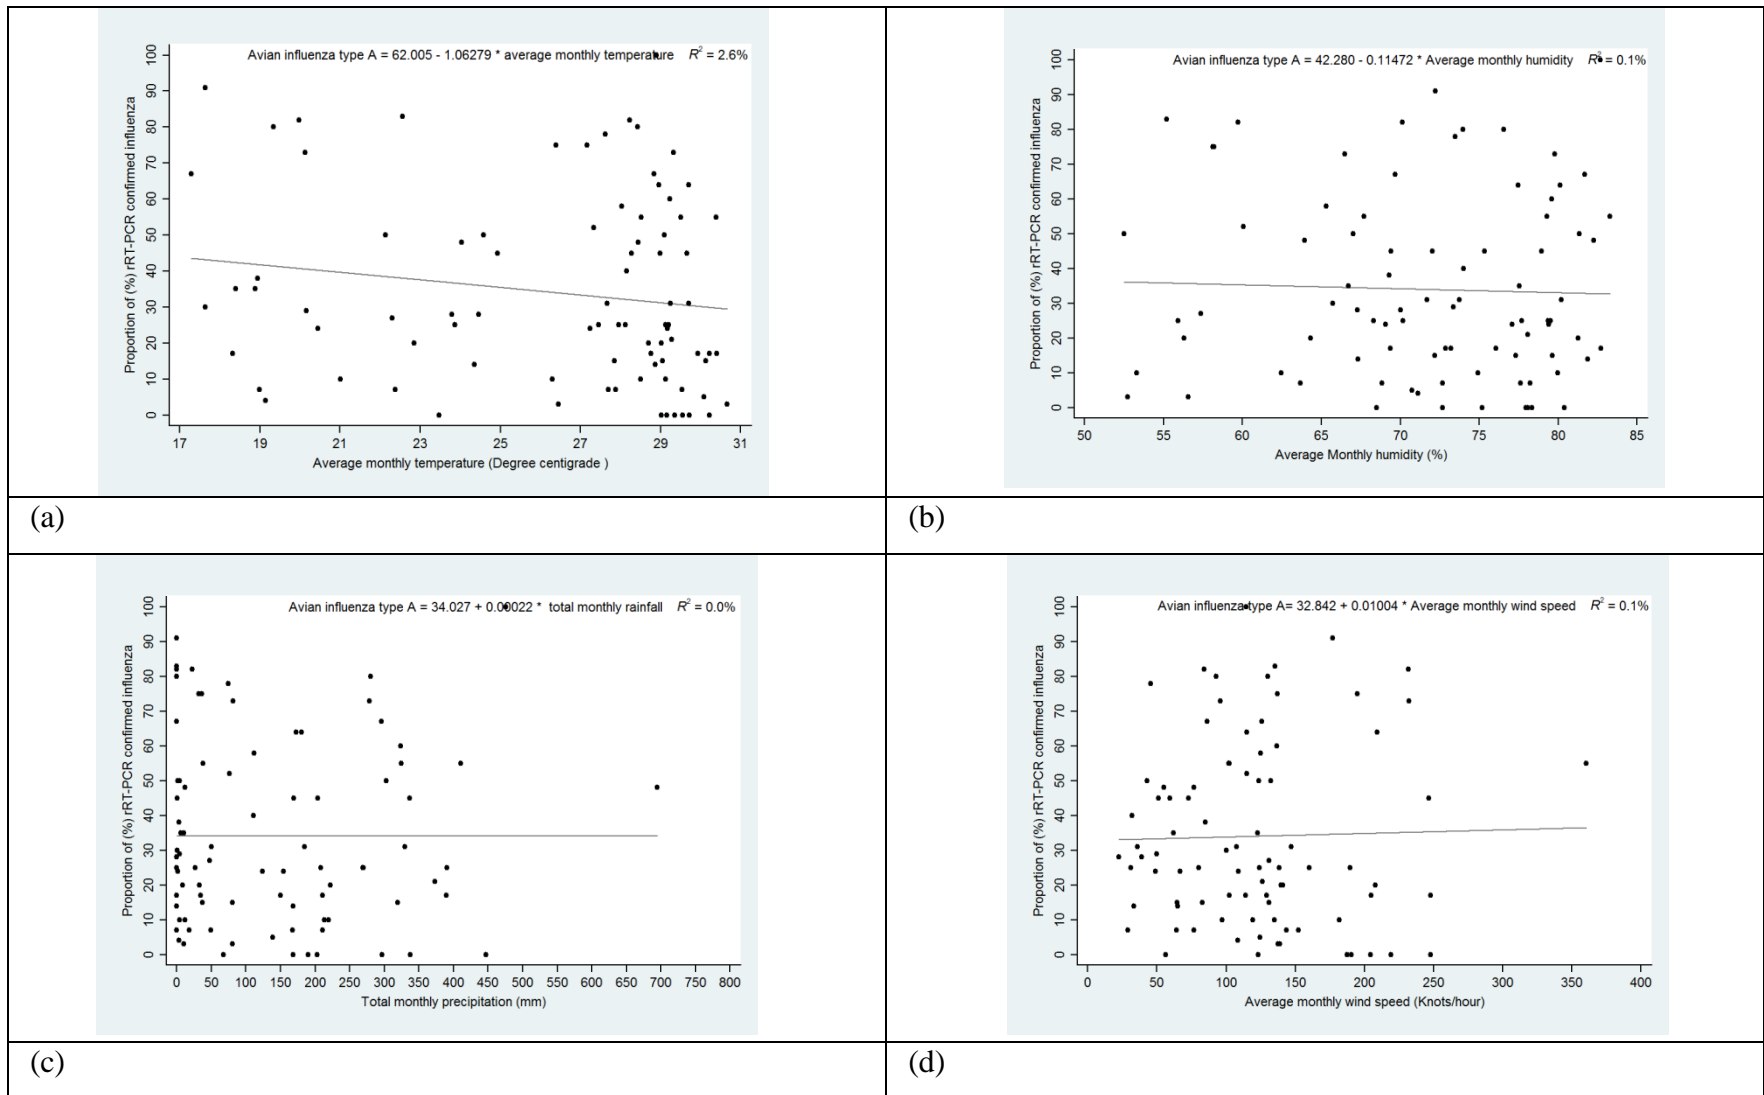 Avian influenza type A = 62.005 - 1.06279 * average monthly temperature R² = 2.6%
Proportion of (%) rRT-PCR confirmed influenza
100
90
80
70
60
50
40
30
20
10
0
17 19 21 23 25 27 29 31
Average monthly temperature (Degree centigrade )
(a)
Avian influenza type A = 42.280 - 0.11472 * Average monthly humidity R² = 0.1%
Proportion of (%) rRT-PCR confirmed influenza
100
90
80
70
60
50
40
30
20
10
0
50 55 60 65 70 75 80 85
Average Monthly humidity (%)
(b)
Avian influenza type A = 34.027 + 0.00022 * total monthly rainfall R² = 0.0%
Proportion of (%) rRT-PCR confirmed influenza
100
90
80
70
60
50
40
30
20
10
0
0 50 100 150 200 250 300 350 400 450 500 550 600 650 700 750 800
Total monthly precipitation (mm)
(c)
Avian influenza type A= 32.842 + 0.01004 * Average monthly wind speed R² = 0.1%
Proportion of (%) rRT-PCR confirmed influenza
100
90
80
70
60
50
40
30
20
10
0
0 50 100 150 200 250 300 350 400
Average monthly wind speed (Knots/hour)
(d)